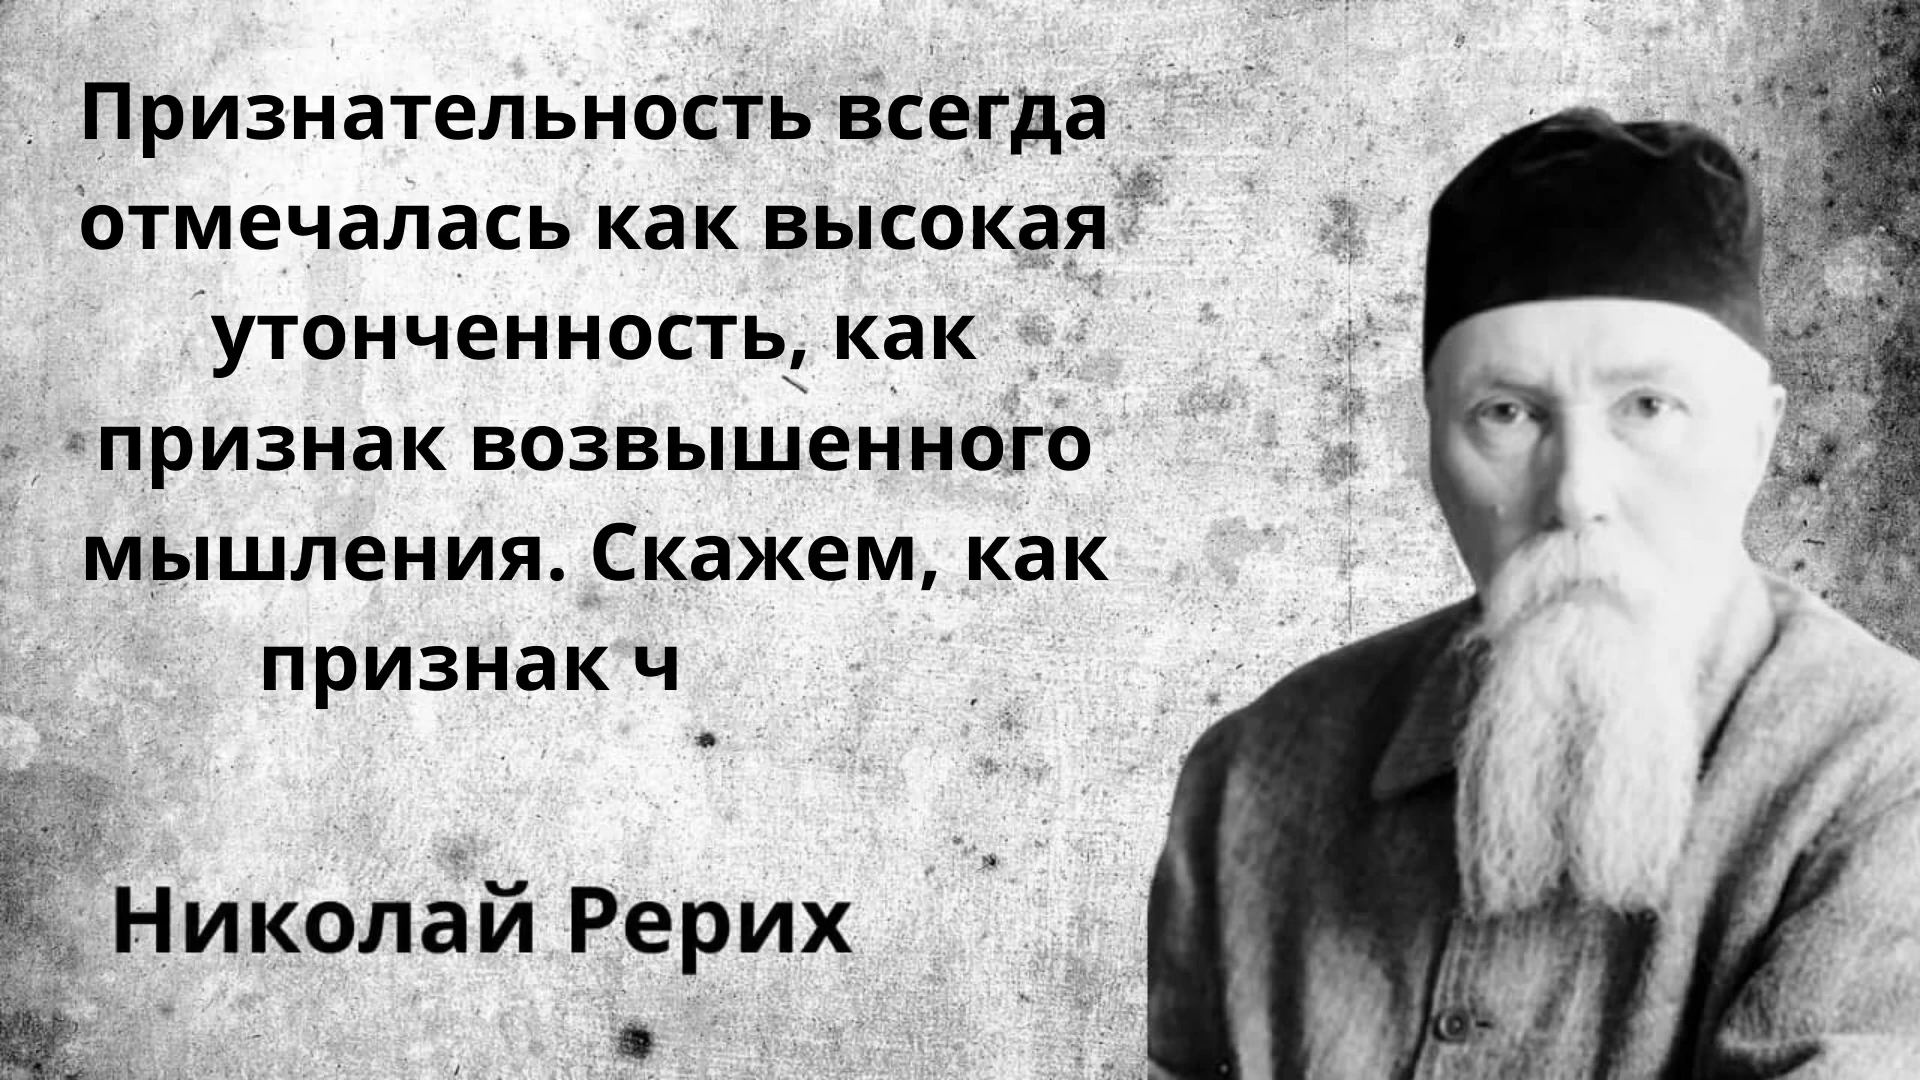 Признательность всегда
отмечалась как высокая
утонченность, как
признак возвышенного
мышления. Скажем, как
признак ч
Николай Рерих